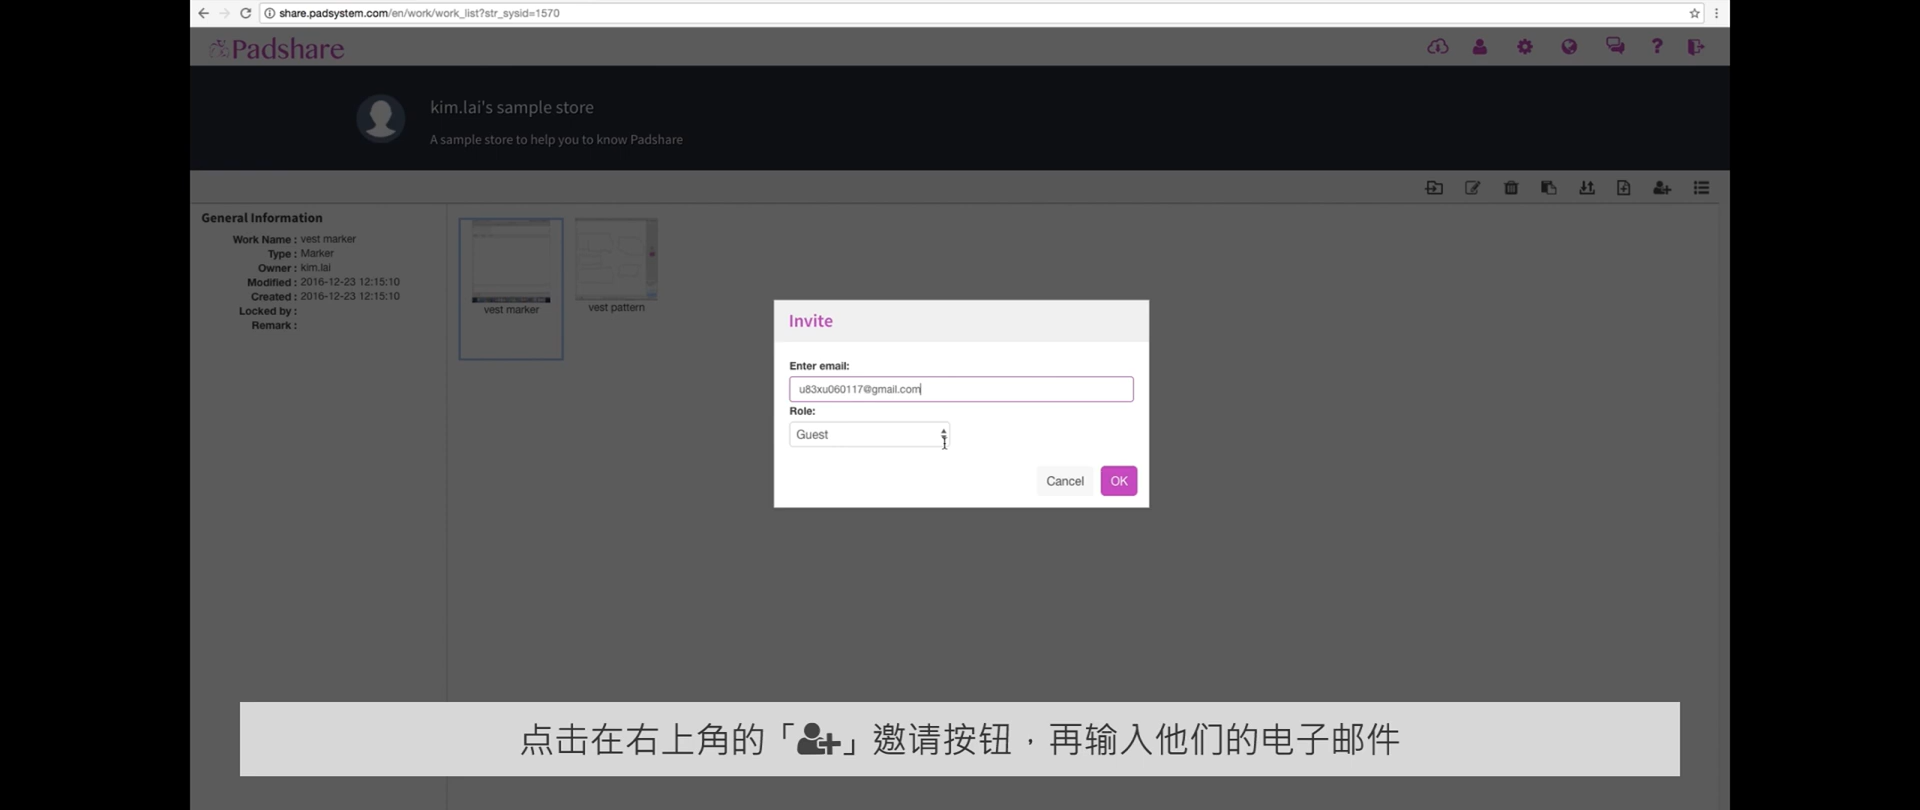 share.padsystem.com/en/work/work_list?str_sysid=1570
Padshare
kim.lai's sample store
A sample store to help you to know Padshare
General Information
Work Name : vest marker
Type : Marker
Owner : kim.lai
Modified : 2016-12-23 12:15:10
Created : 2016-12-23 12:15:10
Locked by :
Remark :
vest marker
vest pattern
Invite
Enter email:
u83xu060117@gmail.com
Role:
Guest
Cancel
OK
点击在右上角的「」邀请按钮，再输入他们的电子邮件